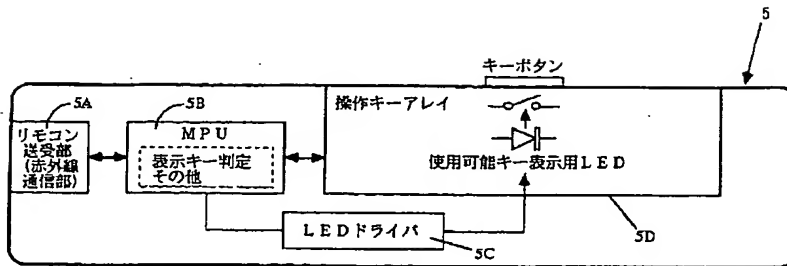 5
キーボタン
5A
リモコン
送受部
(赤外線
通信部)
5B
MPU
表示キー判定
その他
操作キーアレイ
使用可能キー表示用LED
LEDドライバ
5C
5D